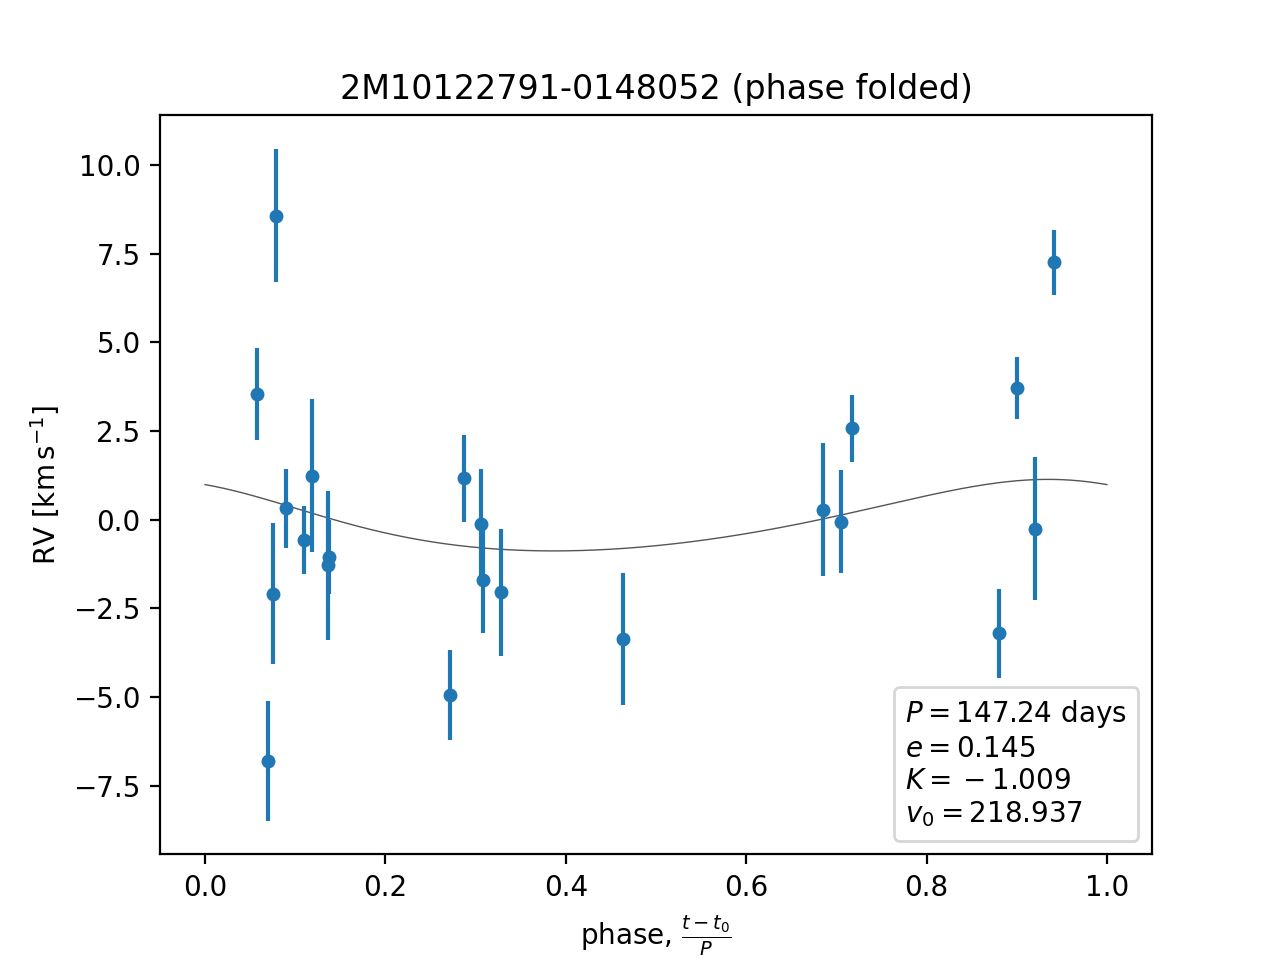 2M10122791-0148052 (phase folded)
10.0
7.5
5.0
2.5
0.0
−2.5
−5.0
−7.5
RV [km s⁻¹]
P = 147.24 days
e = 0.145
K = −1.009
v₀ = 218.937
0.0 0.2 0.4 0.6 0.8 1.0
phase, (t − t₀)/P